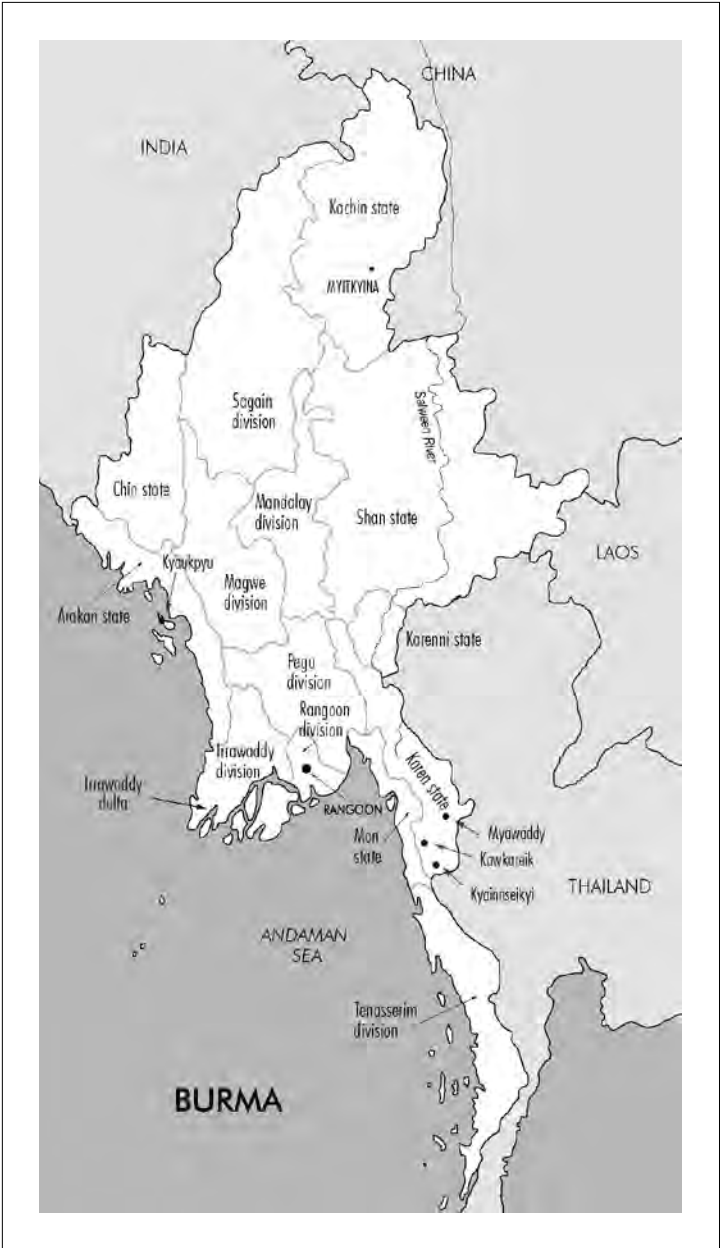 CHINA
INDIA
Kachin state
MYITKYINA
Sagain
division
Salween River
Chin state
Mandalay
division
Shan state
LAOS
Kyaukpyu
Magwe
division
Arakan state
Karenni state
Pegu
division
Rangoon
division
Irrawaddy
division
Irrawaddy
delta
Karen state
RANGOON
Mon
state
Myawaddy
Kawkareik
Kyainnseikyi
THAILAND
ANDAMAN
SEA
Tenasserim
division
BURMA